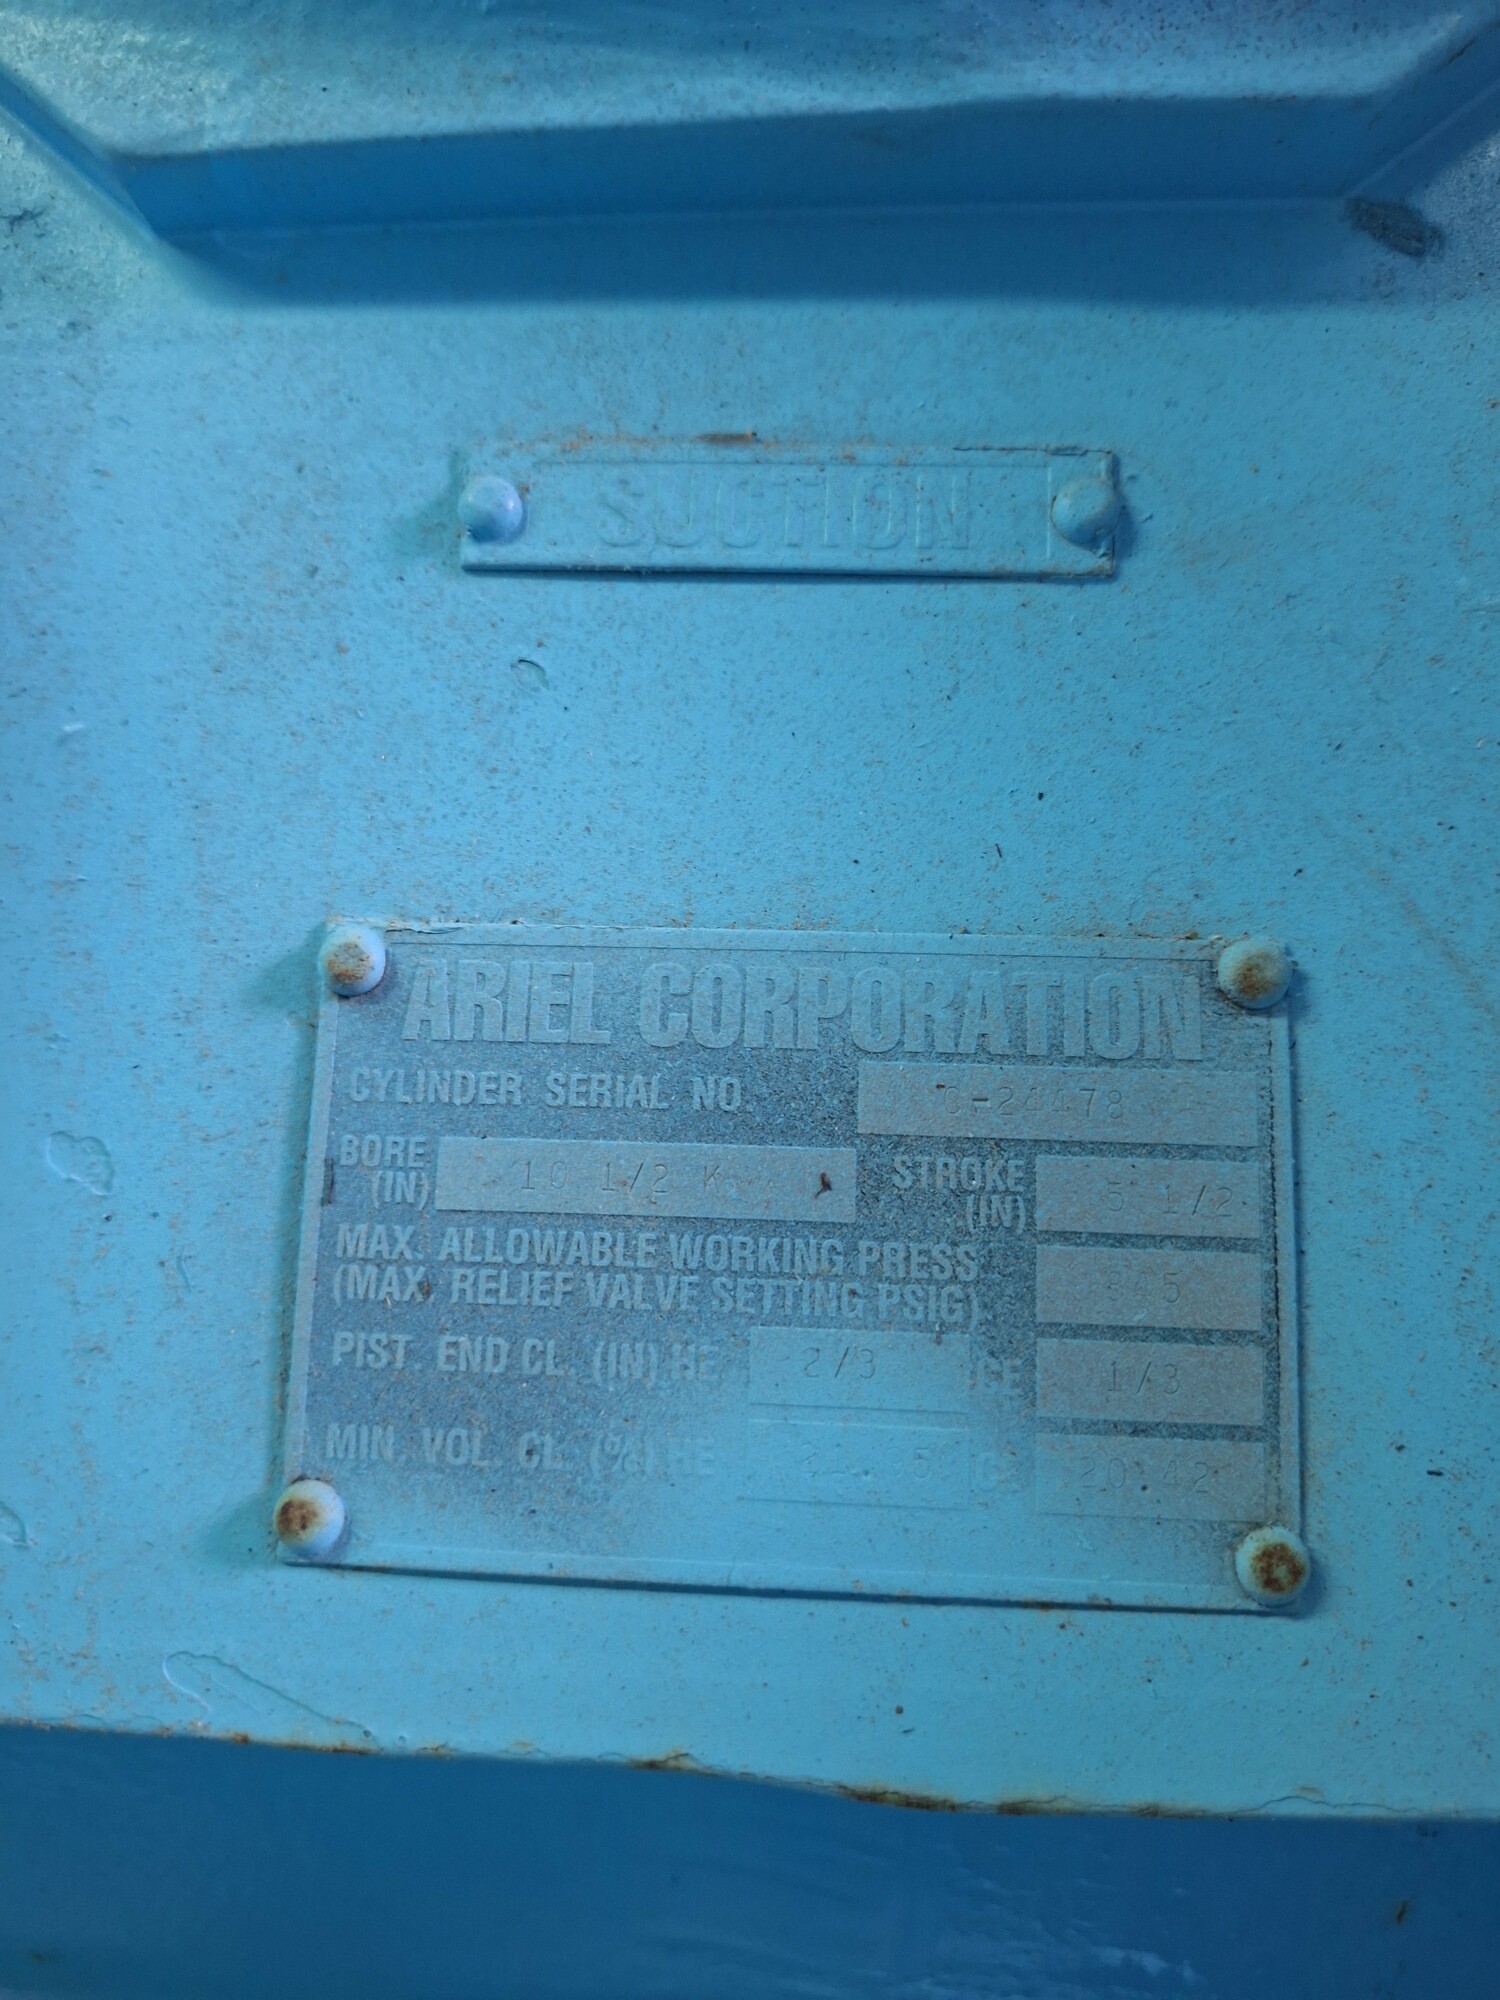 SUCTION
ARIEL CORPORATION
CYLINDER SERIAL NO. C-24478
BORE (IN) 10 1/2 K STROKE (IN) 5 1/2
MAX. ALLOWABLE WORKING PRESS.
(MAX. RELIEF VALVE SETTING PSIG)
PIST. END CL. (IN) HE 2/3 CE 1/3
MIN. VOL. CL. (%) HE CE 20.42